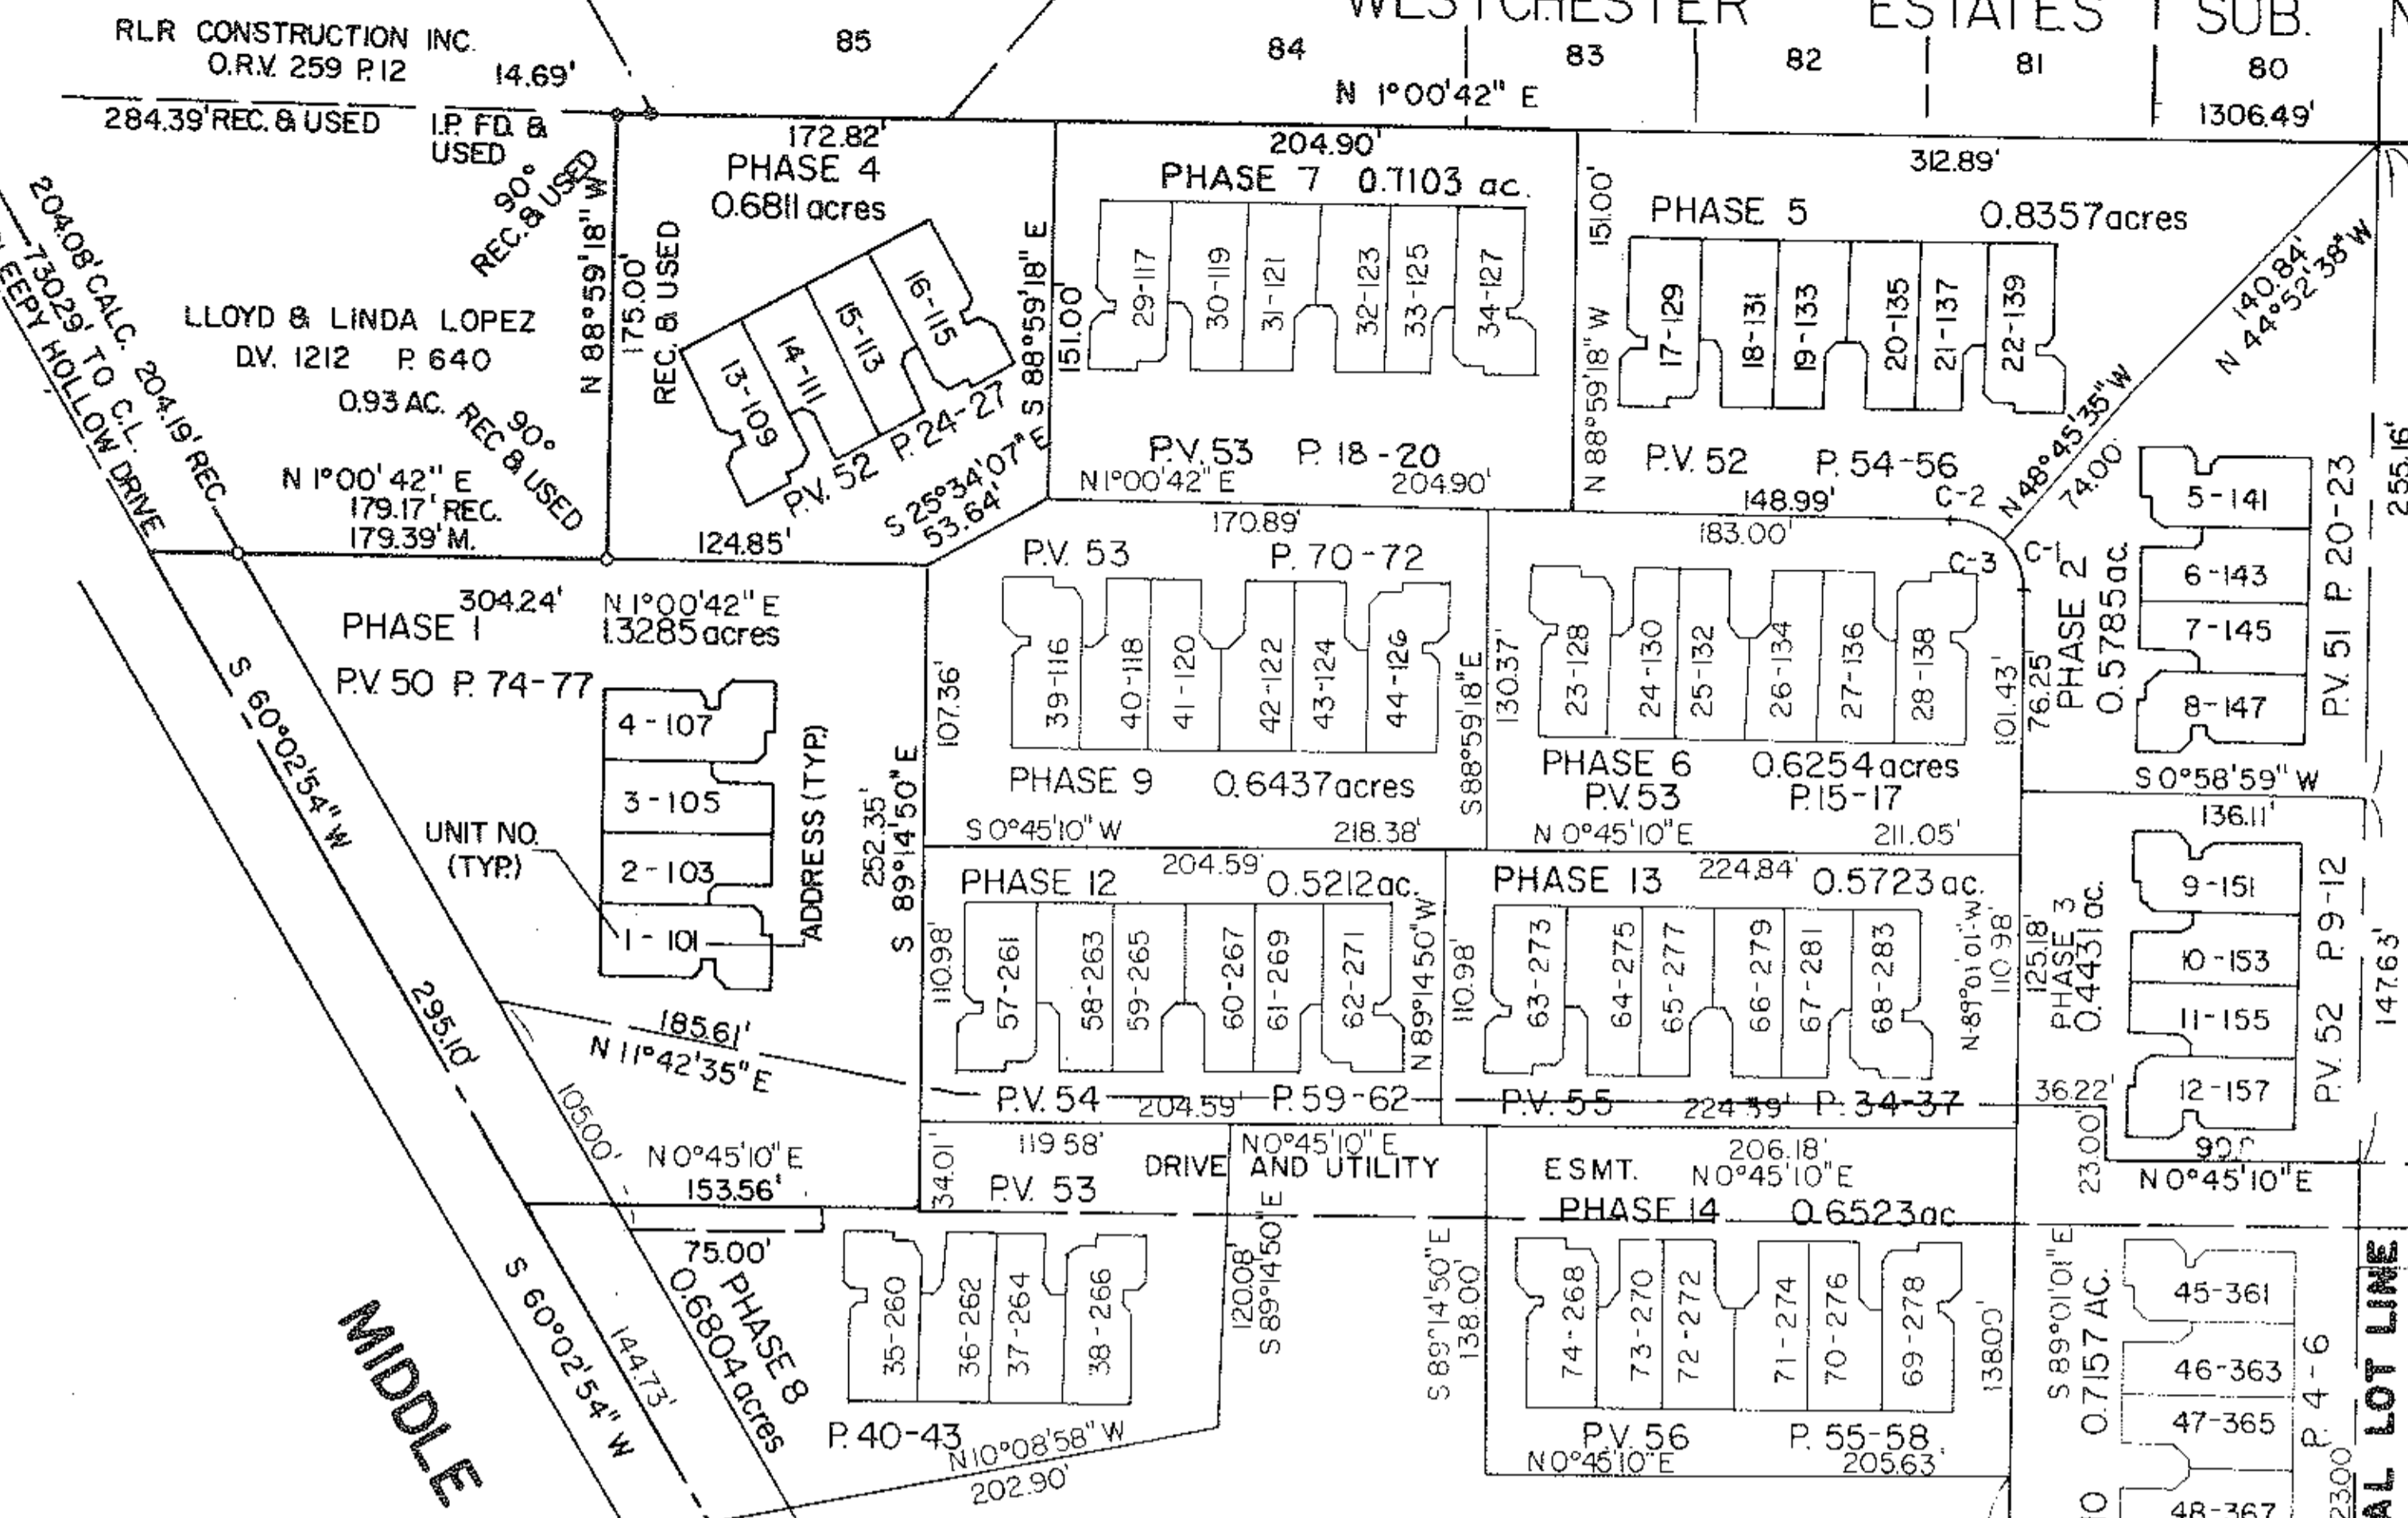 WESTCHESTER ESTATES SUB.
RLR CONSTRUCTION INC.
O.R.V. 259 P. 12
14.69'
85
84
83
82
81
80
N 1°00'42" E
1306.49'
284.39' REC. & USED
I.P. FD. &
USED
90°
REC. & USED
172.82'
PHASE 4
0.6811 acres
204.90'
PHASE 7 0.7103 ac.
312.89'
PHASE 5
0.8357 acres
204.08' CALC. 204.19' REC.
730.29' TO C.L.
EEPY HOLLOW DRIVE
LLOYD & LINDA LOPEZ
D.V. 1212 P. 640
0.93 AC.
90°
REC & USED
N 1°00'42" E
179.17' REC.
179.39' M.
N 88°59'18" W
175.00'
REC. & USED
13-109
14-111
15-113
16-115
P.V. 52 P. 24-27
124.85'
S 25°34'07" E
53.64'
S 88°59'18" E
151.00
29-117
30-119
31-121
32-123
33-125
34-127
P.V. 53 P. 18-20
N 1°00'42" E
204.90'
151.00'
N 88°59'18" W
17-129
18-131
19-133
20-135
21-137
22-139
P.V. 52 P. 54-56
148.99'
C-2
140.84'
N 44°52'38" W
N 48°45'35" W
74.00'
C-1
C-3
255.16'
5-141
6-143
7-145
8-147
P.V. 51 P. 20-23
PHASE 2
0.5785 ac.
76.25'
101.43'
S 0°58'59" W
136.11'
304.24'
N 1°00'42" E
PHASE 1
1.3285 acres
P.V. 50 P. 74-77
4-107
3-105
2-103
1-101
UNIT NO.
(TYP.)
ADDRESS (TYP.)
S 60°02'54" W
295.10'
185.61'
N 11°42'35" E
105.00'
252.35'
S 89°14'50" E
170.89'
P.V. 53 P. 70-72
107.36'
39-116
40-118
41-120
42-122
43-124
44-126
PHASE 9 0.6437 acres
S 0°45'10" W
218.38'
S 88°59'18" E
183.00'
130.37'
23-128
24-130
25-132
26-134
27-136
28-138
PHASE 6 0.6254 acres
P.V. 53 P. 15-17
N 0°45'10" E
211.05'
204.59'
PHASE 12 0.5212 ac.
110.98'
57-261
58-263
59-265
60-267
61-269
62-271
P.V. 54 P. 59-62
204.59'
N 89°14'50" W
110.98'
224.84'
PHASE 13 0.5723 ac.
63-273
64-275
65-277
66-279
67-281
68-283
P.V. 55 P. 34-37
224.39'
N-89°01'01"-W
110.98'
125.18'
PHASE 3
0.4431 ac.
9-151
10-153
11-155
12-157
P.V. 52 P. 9-12
147.63'
36.22'
23.00'
N 0°45'10" E
N 0°45'10" E
153.56'
34.01'
119.58'
N 0°45'10" E
DRIVE AND UTILITY ESMT.
P.V. 53
206.18'
N 0°45'10" E
PHASE 14 0.6523 ac
75.00'
PHASE 8
0.6804 acres
S 60°02'54" W
144.73'
MIDDLE
35-260
36-262
37-264
38-266
P. 40-43
N 10°08'58" W
202.90'
120.08'
S 89°14'50" E
S 89°14'50" E
138.00'
74-268
73-270
72-272
71-274
70-276
69-278
P.V. 56 P. 55-58
N 0°45'10" E
205.63'
138.00'
S 89°01'01" E
0.7157 AC.
45-361
46-363
47-365
48-367
P. 4-6
23.00'
AL LOT LINE